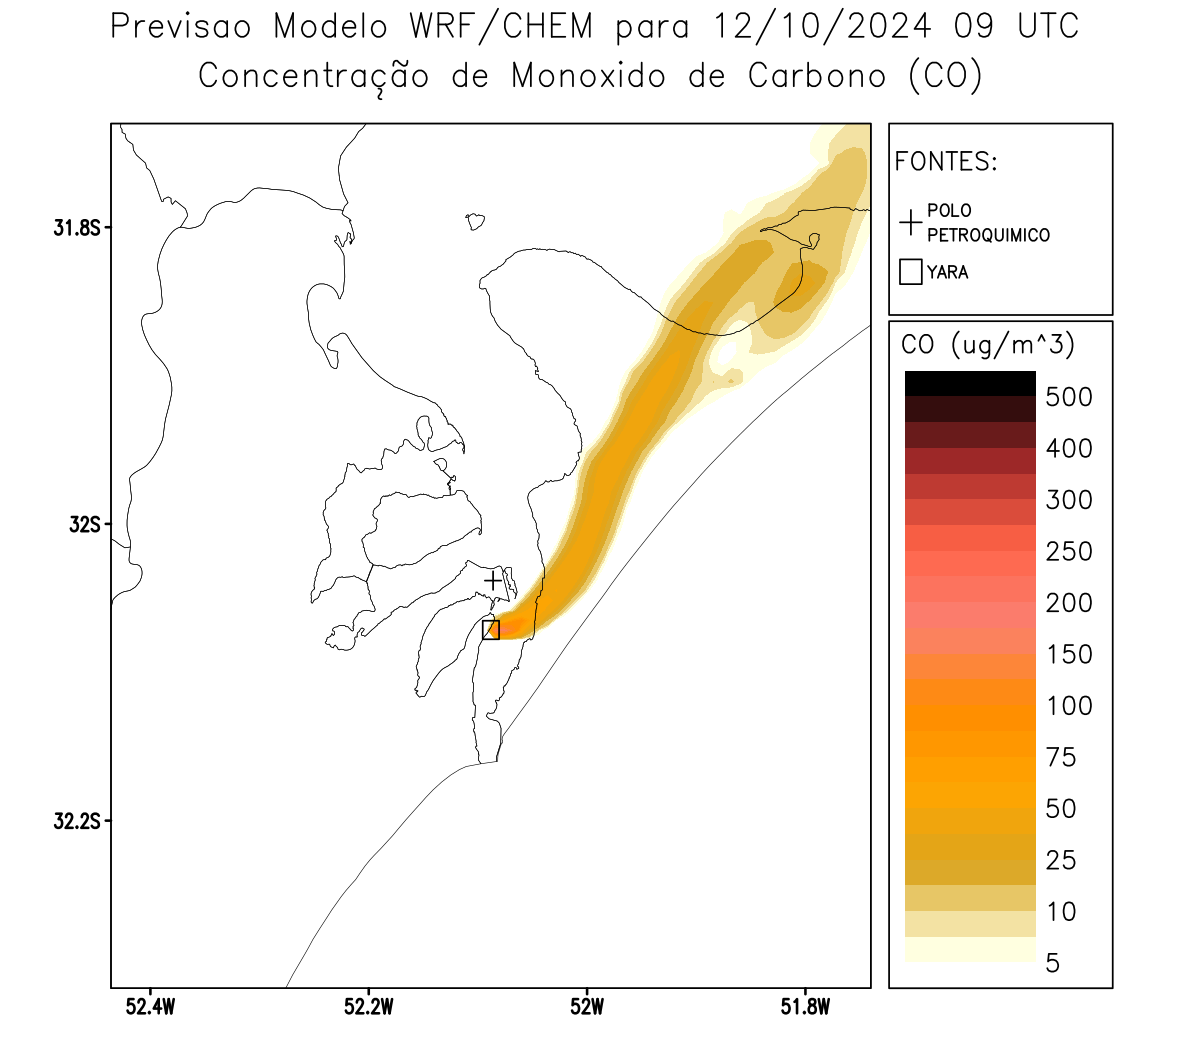 Previsao Modelo WRF/CHEM para 12/10/2024 09 UTC
Concentração de Monoxido de Carbono (CO)
FONTES:
POLO
PETROQUIMICO
YARA
CO (ug/m^3)
500
400
300
250
200
150
100
75
50
25
10
5
31.8S
32S
32.2S
52.4W
52.2W
52W
51.8W